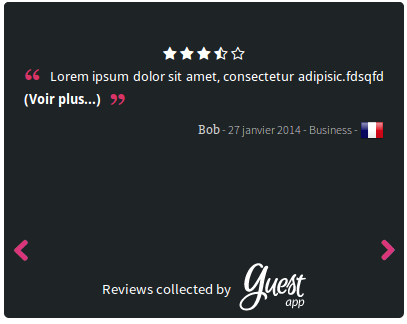 “ Lorem ipsum dolor sit amet, consectetur adipisic.fdsqfd
(Voir plus...) ”
Bob - 27 janvier 2014 - Business -
Reviews collected by Guest app